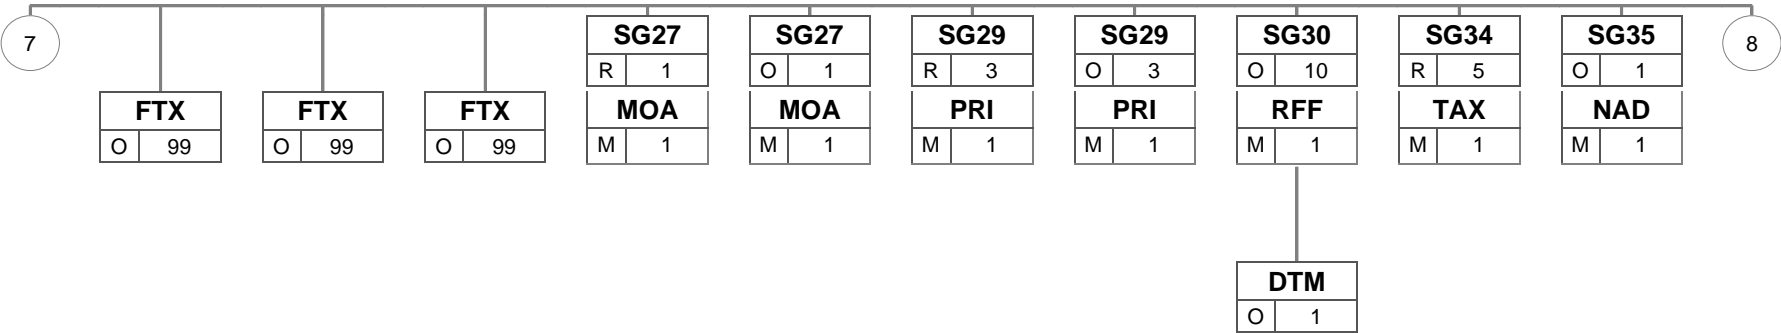 7
FTX
O 99
FTX
O 99
FTX
O 99
SG27
R 1
MOA
M 1
SG27
O 1
MOA
M 1
SG29
R 3
PRI
M 1
SG29
O 3
PRI
M 1
SG30
O 10
RFF
M 1
DTM
O 1
SG34
R 5
TAX
M 1
SG35
O 1
NAD
M 1
8